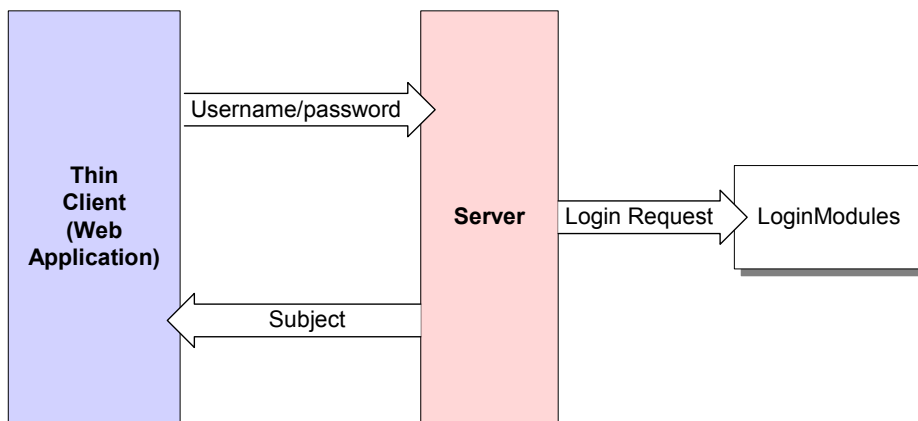 Username/password
Thin
Client
(Web
Application)
Server
Login Request
LoginModules
Subject